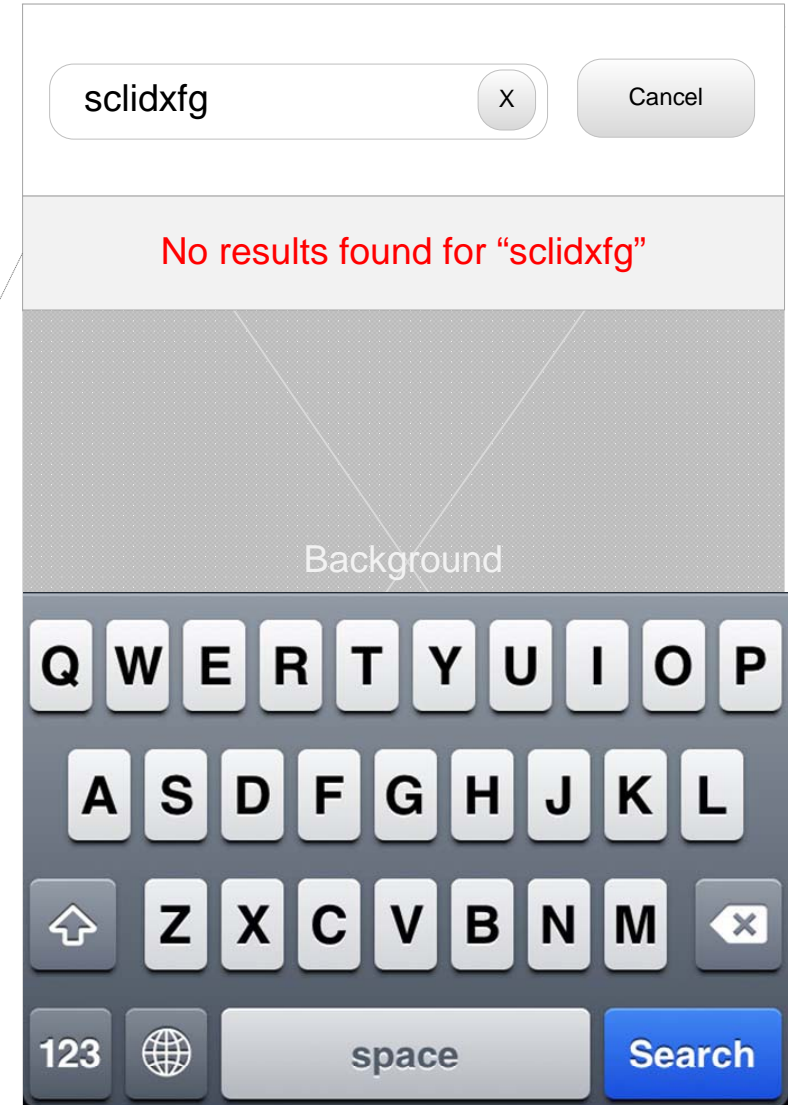 sclidxfg X Cancel
No results found for “sclidxfg”
Background
Q W E R T Y U I O P
A S D F G H J K L
Z X C V B N M
123 space Search